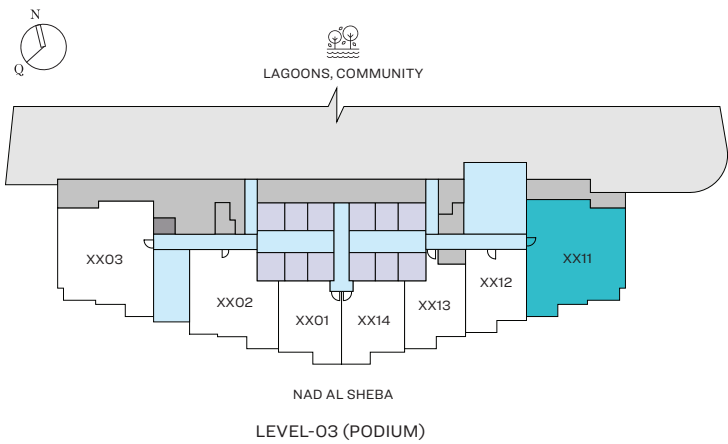 N
Q
LAGOONS, COMMUNITY
XX03
XX11
XX12
XX02
XX13
XX01
XX14
NAD AL SHEBA
LEVEL-03 (PODIUM)